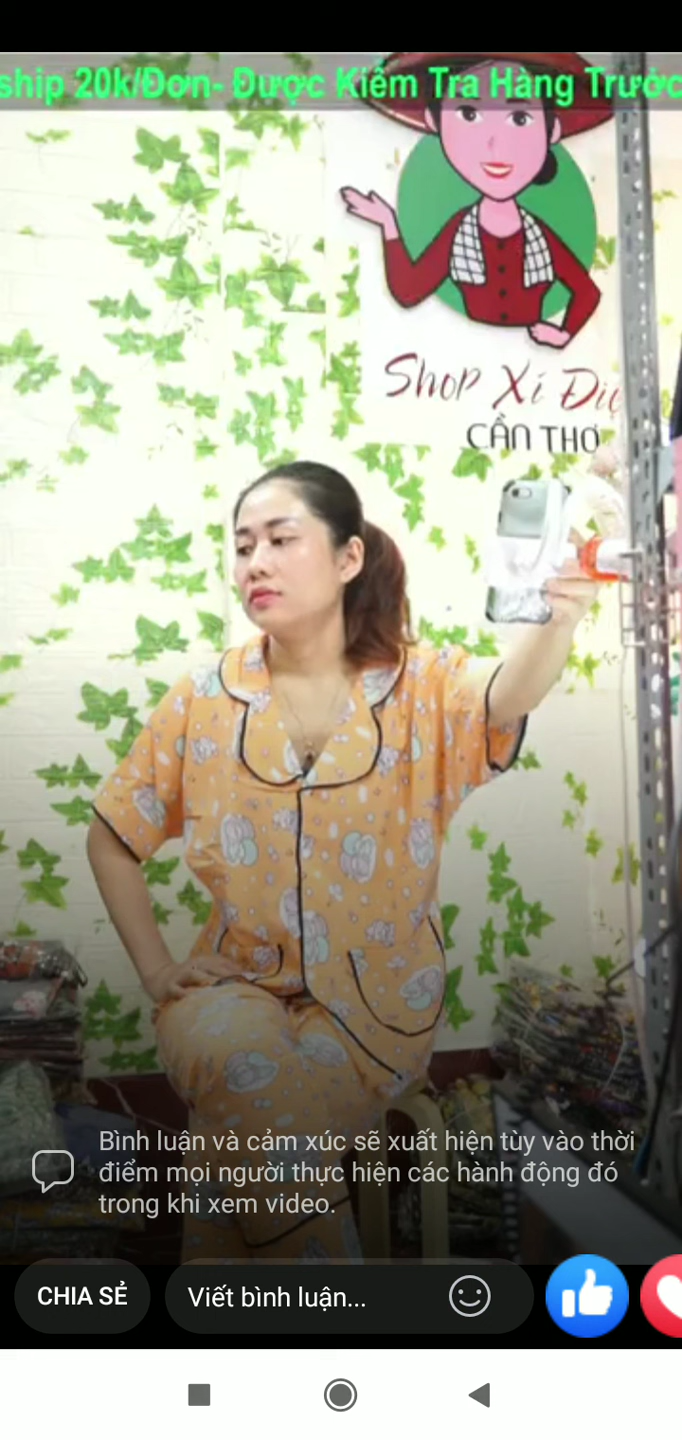 ship 20k/Đơn- Được Kiểm Tra Hàng Trước
Shop Xí
CẦN THƠ
Bình luận và cảm xúc sẽ xuất hiện tùy vào thời
điểm mọi người thực hiện các hành động đó
trong khi xem video.
CHIA SẺ
Viết bình luận...